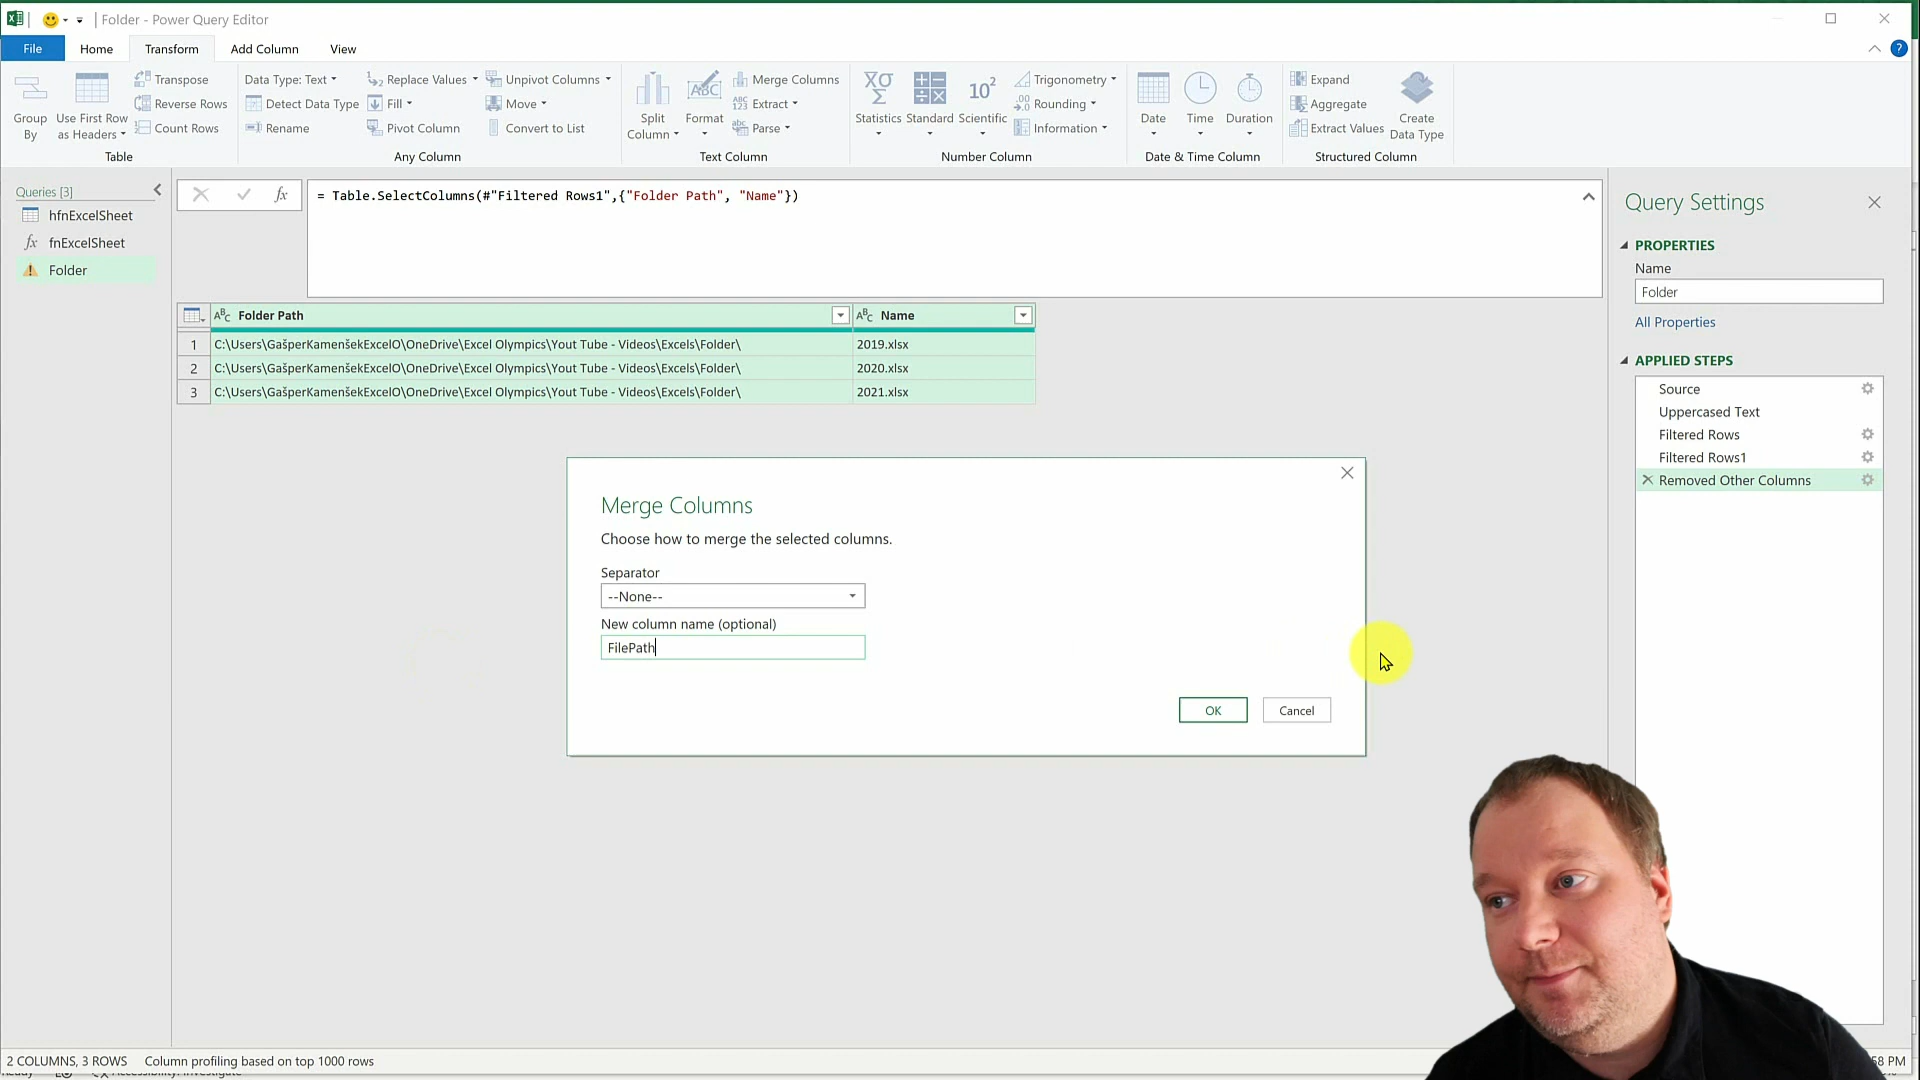 Folder - Power Query Editor
File
Home
Transform
Add Column
View
?
Group By
Use First Row as Headers
Transpose
Reverse Rows
Count Rows
Table
Data Type: Text
Detect Data Type
Rename
Replace Values
Fill
Pivot Column
Unpivot Columns
Move
Convert to List
Any Column
Split Column
Format
Merge Columns
Extract
Parse
Text Column
Statistics
Standard
Scientific
Trigonometry
Rounding
Information
Number Column
Date
Time
Duration
Date & Time Column
Expand
Aggregate
Extract Values
Create Data Type
Structured Column
Queries [3]
hfnExcelSheet
fnExcelSheet
Folder
fx
= Table.SelectColumns(#"Filtered Rows1",{"Folder Path", "Name"})
Folder Path
Name
1 C:\Users\GašperKamenšekExcelO\OneDrive\Excel Olympics\Yout Tube - Videos\Excels\Folder\ 2019.xlsx
2 C:\Users\GašperKamenšekExcelO\OneDrive\Excel Olympics\Yout Tube - Videos\Excels\Folder\ 2020.xlsx
3 C:\Users\GašperKamenšekExcelO\OneDrive\Excel Olympics\Yout Tube - Videos\Excels\Folder\ 2021.xlsx
Merge Columns
Choose how to merge the selected columns.
Separator
--None--
New column name (optional)
FilePath
OK
Cancel
Query Settings
PROPERTIES
Name
Folder
All Properties
APPLIED STEPS
Source
Uppercased Text
Filtered Rows
Filtered Rows1
Removed Other Columns
2 COLUMNS, 3 ROWS
Column profiling based on top 1000 rows
58 PM